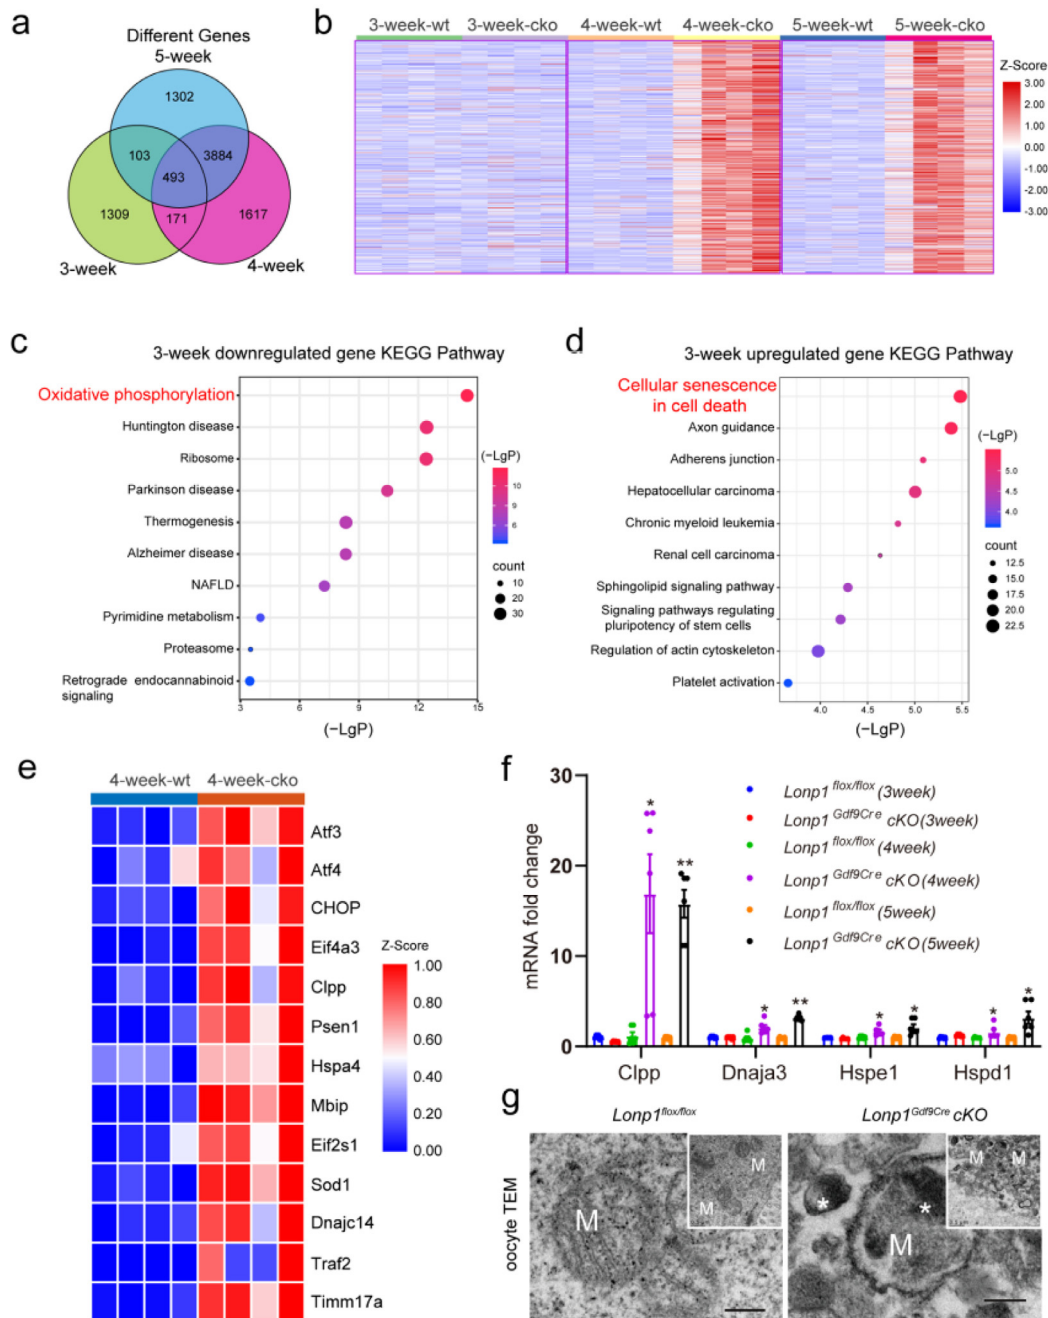 a
Different Genes
5-week
1302
103
3884
493
1309
171
1617
3-week
4-week
b
3-week-wt 3-week-cko 4-week-wt 4-week-cko 5-week-wt 5-week-cko
Z-Score
3.00
2.00
1.00
0.00
-1.00
-2.00
-3.00
c
3-week downregulated gene KEGG Pathway
Oxidative phosphorylation
Huntington disease
Ribosome
Parkinson disease
Thermogenesis
Alzheimer disease
NAFLD
Pyrimidine metabolism
Proteasome
Retrograde endocannabinoid
signaling
3 6 9 12 15
(−LgP)
(−LgP)
10
8
6
count
10
20
30
d
3-week upregulated gene KEGG Pathway
Cellular senescence
in cell death
Axon guidance
Adherens junction
Hepatocellular carcinoma
Chronic myeloid leukemia
Renal cell carcinoma
Sphingolipid signaling pathway
Signaling pathways regulating
pluripotency of stem cells
Regulation of actin cytoskeleton
Platelet activation
4.0 4.5 5.0 5.5
(−LgP)
(−LgP)
5.0
4.5
4.0
count
12.5
15.0
17.5
20.0
22.5
e
4-week-wt 4-week-cko
Atf3
Atf4
CHOP
Eif4a3
Clpp
Psen1
Hspa4
Mbip
Eif2s1
Sod1
Dnajc14
Traf2
Timm17a
Z-Score
1.00
0.80
0.60
0.40
0.20
0.00
f
mRNA fold change
30
20
10
0
* ** * ** * * * *
Clpp Dnaja3 Hspe1 Hspd1
Lonp1 flox/flox (3week)
Lonp1 Gdf9Cre cKO (3week)
Lonp1 flox/flox (4week)
Lonp1 Gdf9Cre cKO (4week)
Lonp1 flox/flox (5week)
Lonp1 Gdf9Cre cKO (5week)
g
Lonp1flox/flox Lonp1Gdf9Cre cKO
oocyte TEM
M
M
M
M M
* *
M